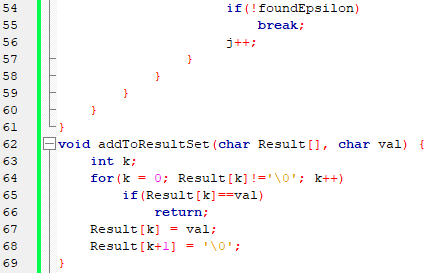 54 if(!foundEpsilon)
55 break;
56 j++;
57 }
58 }
59 }
60 }
61 }
62 void addToResultSet(char Result[], char val) {
63 int k;
64 for(k = 0; Result[k]!='\0'; k++)
65 if(Result[k]==val)
66 return;
67 Result[k] = val;
68 Result[k+1] = '\0';
69 }